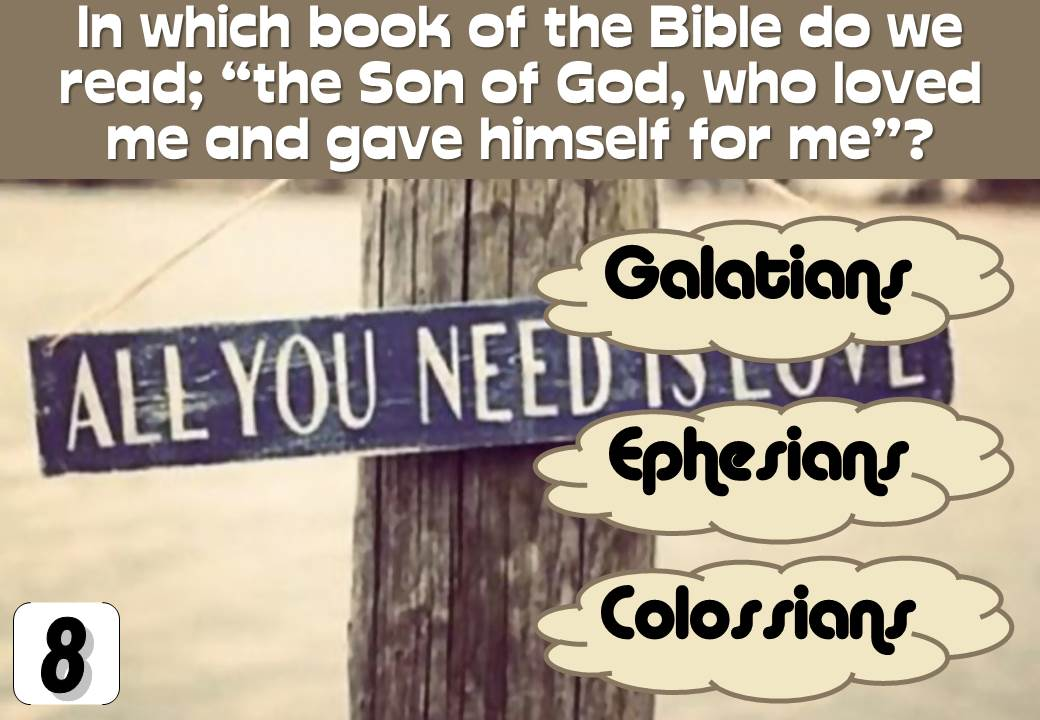 In which book of the Bible do we
read; “the Son of God, who loved
me and gave himself for me”?
Galatians
ALL YOU NEED IS LOVE
Ephesians
Colossians
8